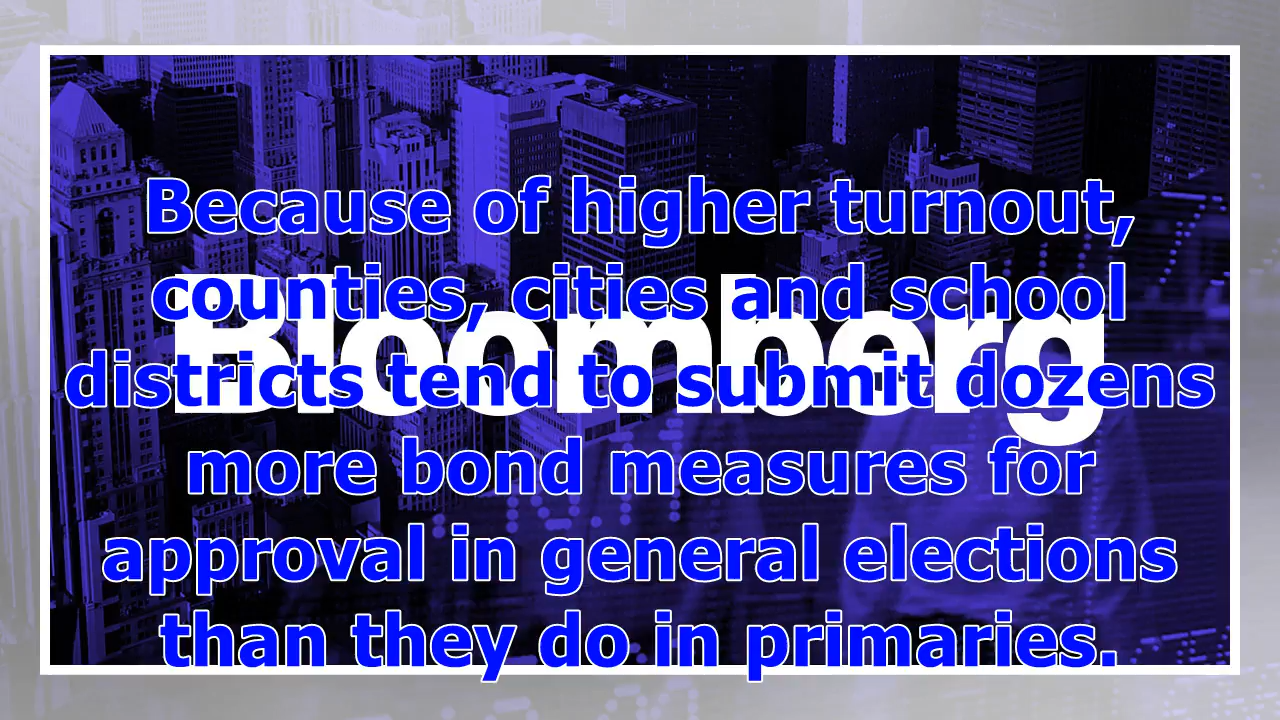 Because of higher turnout,
counties, cities and school
Bloomberg
districts tend to submit dozens
more bond measures for
approval in general elections
than they do in primaries.